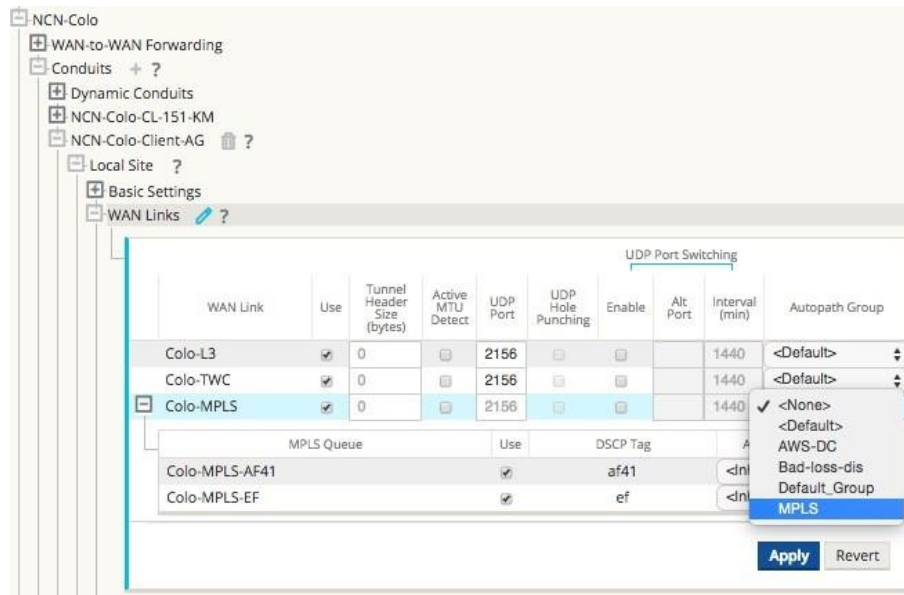 NCN-Colo
WAN-to-WAN Forwarding
Conduits + ?
Dynamic Conduits
NCN-Colo-CL-151-KM
NCN-Colo-Client-AG ?
Local Site ?
Basic Settings
WAN Links ?
UDP Port Switching
WAN Link Use Tunnel Header Size (bytes) Active MTU Detect UDP Port UDP Hole Punching Enable Alt Port Interval (min) Autopath Group
Colo-L3 0 2156 1440 <Default>
Colo-TWC 0 2156 1440 <Default>
Colo-MPLS 0 2156 1440
<None>
<Default>
AWS-DC
Bad-loss-dis
Default_Group
MPLS
MPLS Queue Use DSCP Tag
Colo-MPLS-AF41 af41
Colo-MPLS-EF ef
Apply Revert